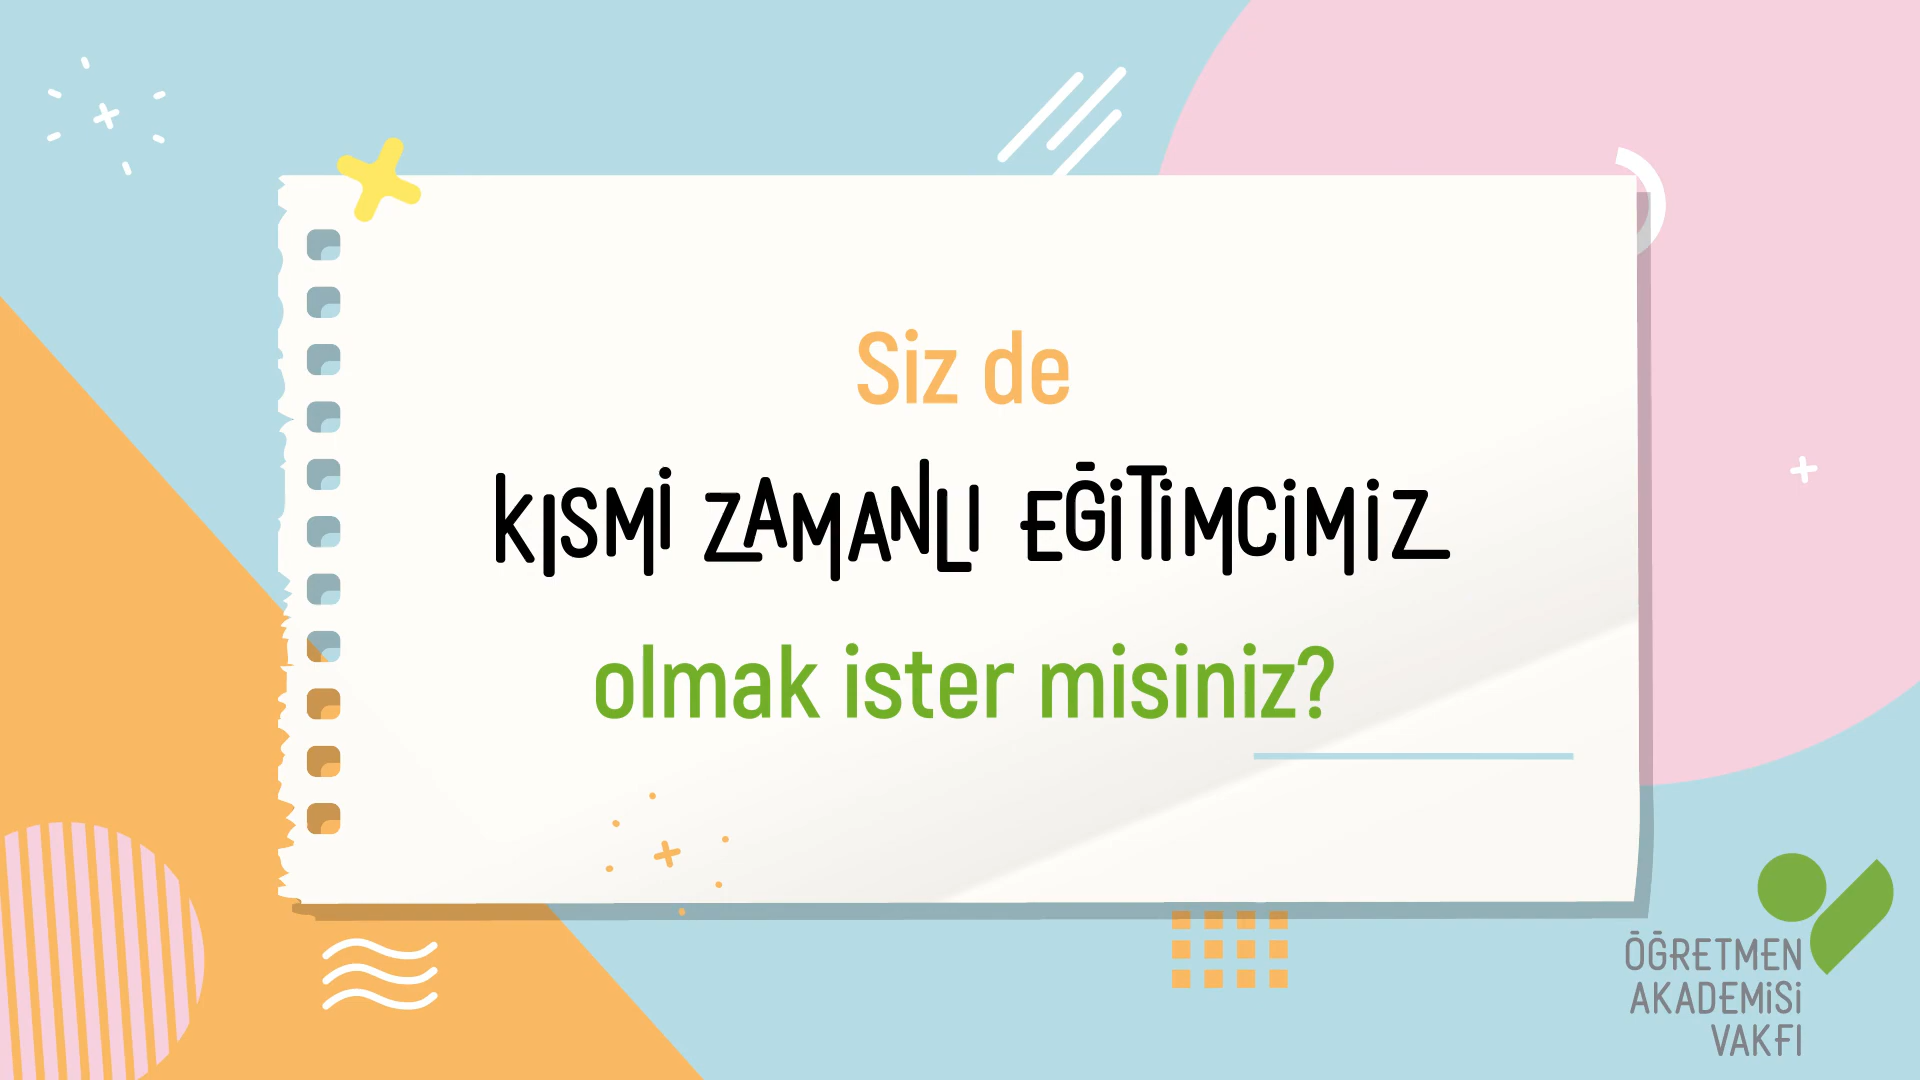 Siz de
KISMİ ZAMANLI EĞİTİMCİMİZ
olmak ister misiniz?
ÖĞRETMEN
AKADEMİSİ
VAKFI